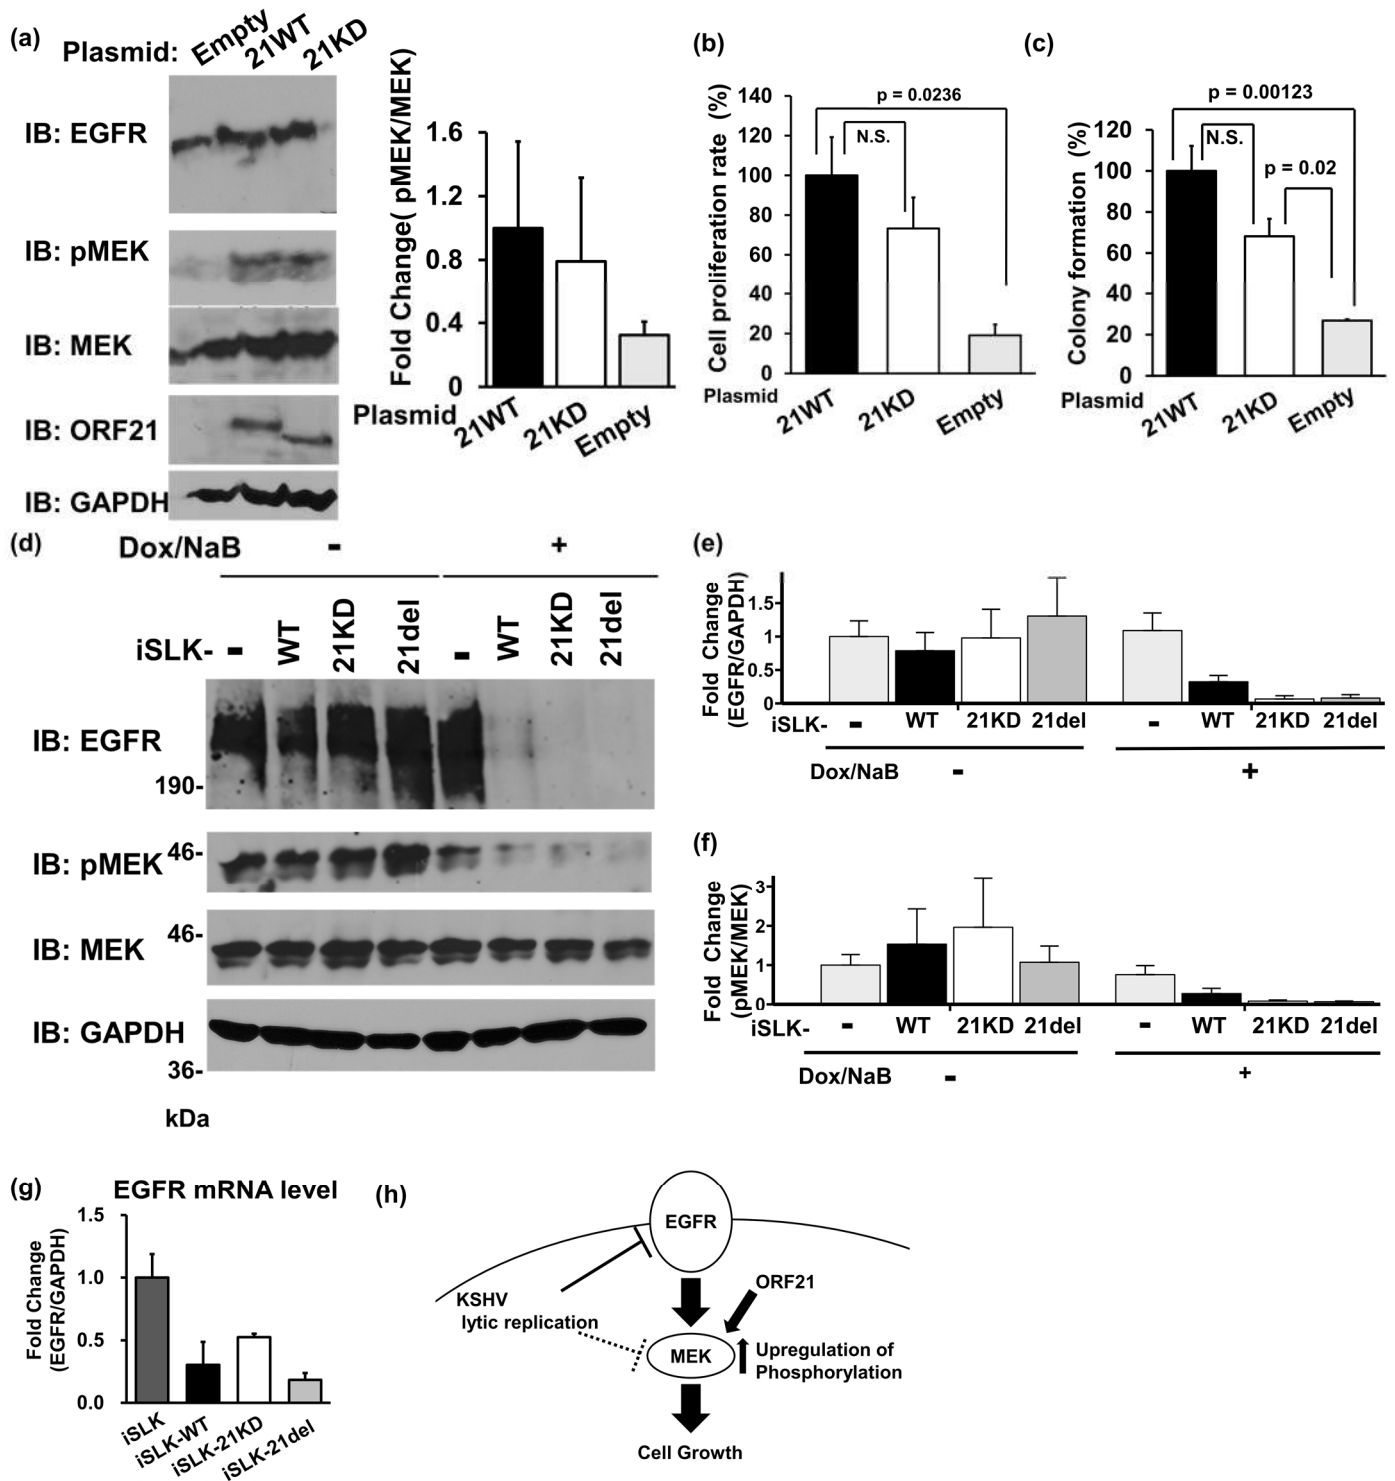 (a)
Plasmid: Empty 21WT 21KD
IB: EGFR
IB: pMEK
IB: MEK
IB: ORF21
IB: GAPDH
Fold Change( pMEK/MEK)
1.6
1.2
0.8
0.4
0
Plasmid 21WT 21KD Empty
(b)
Cell proliferation rate (%)
140
120
100
80
60
40
20
0
p = 0.0236
N.S.
Plasmid 21WT 21KD Empty
(c)
Colony formation (%)
120
100
80
60
40
20
0
p = 0.00123
N.S.
p = 0.02
Plasmid 21WT 21KD Empty
(d)
Dox/NaB - +
iSLK- - WT 21KD 21del - WT 21KD 21del
IB: EGFR
190-
IB: pMEK 46-
46-
IB: MEK
IB: GAPDH
36-
kDa
(e)
Fold Change
(EGFR/GAPDH)
1.5
1
0.5
0
iSLK- - WT 21KD 21del - WT 21KD 21del
Dox/NaB - +
(f)
Fold Change
(pMEK/MEK)
3
2
1
0
iSLK- - WT 21KD 21del - WT 21KD 21del
Dox/NaB - +
(g)
EGFR mRNA level
Fold Change
(EGFR/GAPDH)
1.5
1.0
0.5
0.0
iSLK iSLK-WT iSLK-21KD iSLK-21del
(h)
EGFR
ORF21
KSHV
lytic replication
MEK
Upregulation of
Phosphorylation
Cell Growth